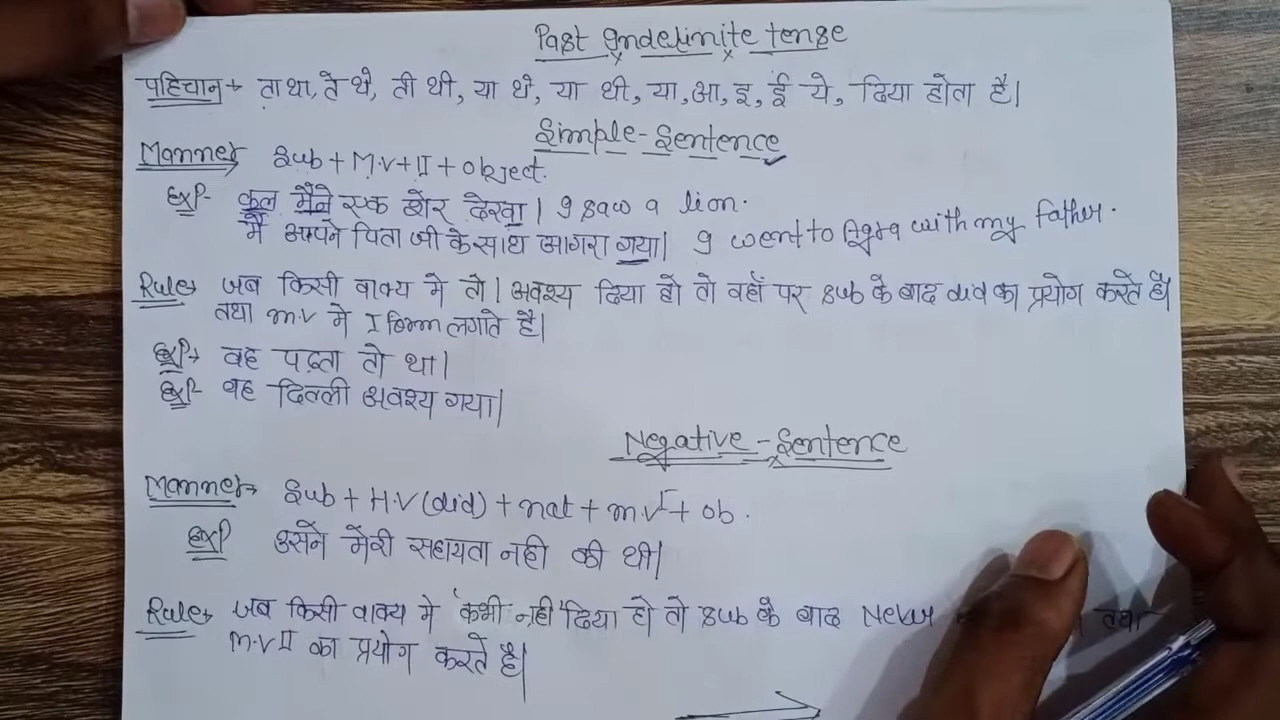 Past Indefinite tense
पहिचान→ ता था, ते थे, ती थी, या थे, या थी, या, आ, इ, ई ये, दिया होता है।
Simple-Sentence
Manner→ Sub + M.V + II + object.
Exp- कल मैने एक शेर देखा। I saw a lion.
मैं अपने पिता जी के साथ आगरा गया। I went to Agra with my Father.
Rule→ जब किसी वाक्य मे तो। अवश्य दिया हो तो वहाँ पर sub के बाद did का प्रयोग करते है।
तथा m.v मे I form लगाते है।
Exp→ वह पढ़ता तो था।
Exp- वह दिल्ली अवश्य गया।
Negative-Sentence
Manner→ Sub + H.V (did) + not + m.v I + ob.
Exp उसने मेरी सहायता नही की थी।
Rule→ जब किसी वाक्य मे 'कभी नही' दिया हो तो sub के बाद Never तथा
m.v II का प्रयोग करते है।